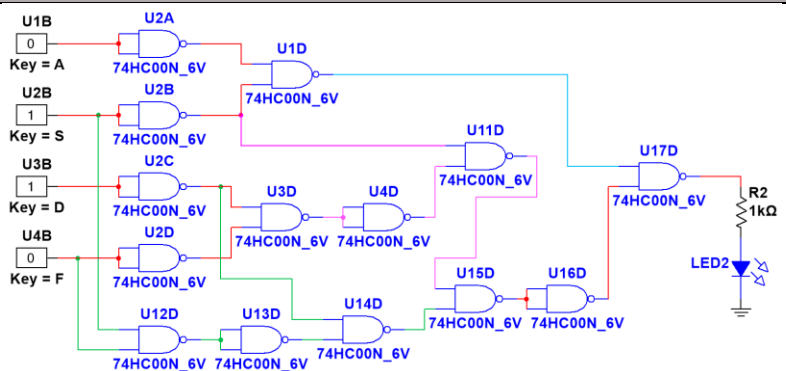 U1B
0
Key = A
U2A
74HC00N_6V
U1D
74HC00N_6V
U2B
1
Key = S
U2B
74HC00N_6V
U11D
74HC00N_6V
U17D
74HC00N_6V
R2
1kΩ
LED2
U3B
1
Key = D
U2C
74HC00N_6V
U3D
74HC00N_6V
U4D
74HC00N_6V
U4B
0
Key = F
U2D
74HC00N_6V
U15D
74HC00N_6V
U16D
74HC00N_6V
U12D
74HC00N_6V
U13D
74HC00N_6V
U14D
74HC00N_6V